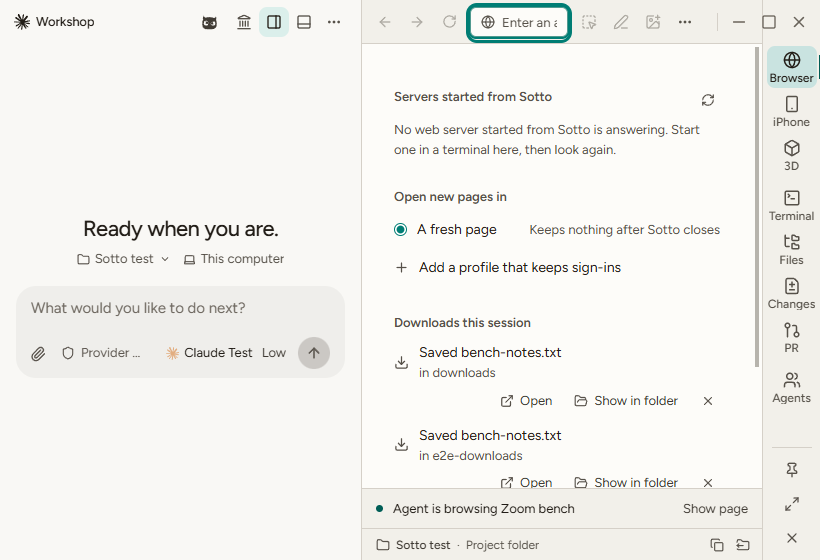 Workshop
Enter an a
Servers started from Sotto
No web server started from Sotto is answering. Start
one in a terminal here, then look again.
Open new pages in
A fresh page
Keeps nothing after Sotto closes
Add a profile that keeps sign-ins
Downloads this session
Saved bench-notes.txt
in downloads
Open
Show in folder
Saved bench-notes.txt
in e2e-downloads
Open
Show in folder
Agent is browsing Zoom bench
Show page
Sotto test · Project folder
Ready when you are.
Sotto test
This computer
What would you like to do next?
Provider ...
Claude Test
Low
Browser
iPhone
3D
Terminal
Files
Changes
PR
Agents